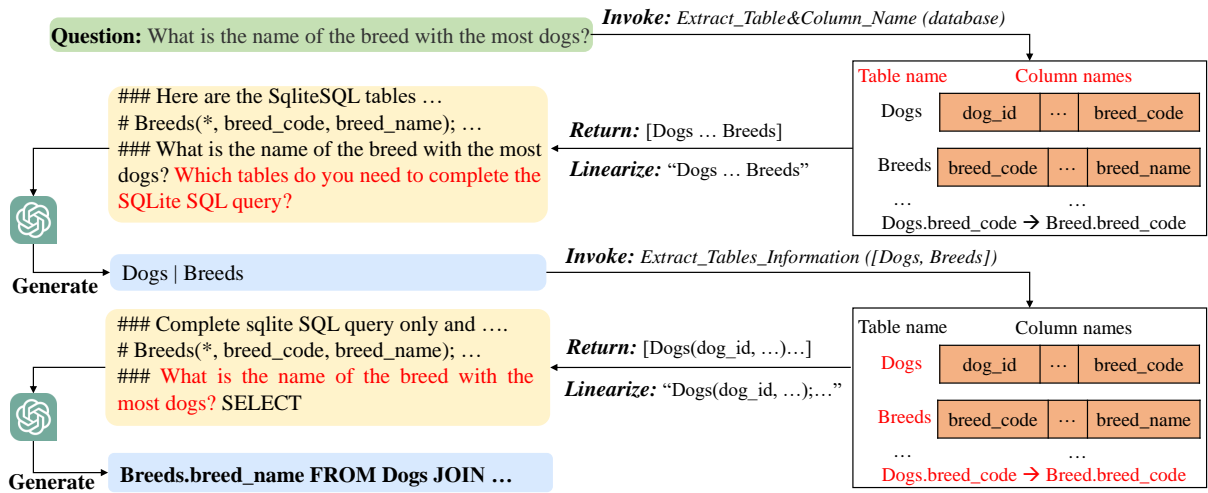 Question: What is the name of the breed with the most dogs?
Invoke: Extract_Table&Column_Name (database)
Table name Column names
Dogs dog_id … breed_code
Breeds breed_code … breed_name
… …
Dogs.breed_code → Breed.breed_code
### Here are the SqliteSQL tables …
# Breeds(*, breed_code, breed_name); …
### What is the name of the breed with the most
dogs? Which tables do you need to complete the
SQLite SQL query?
Return: [Dogs … Breeds]
Linearize: “Dogs … Breeds”
Generate
Dogs | Breeds
Invoke: Extract_Tables_Information ([Dogs, Breeds])
Table name Column names
Dogs dog_id … breed_code
Breeds breed_code … breed_name
… …
Dogs.breed_code → Breed.breed_code
### Complete sqlite SQL query only and ….
# Breeds(*, breed_code, breed_name); …
### What is the name of the breed with the
most dogs? SELECT
Return: [Dogs(dog_id, …)…]
Linearize: “Dogs(dog_id, …);…”
Generate
Breeds.breed_name FROM Dogs JOIN …